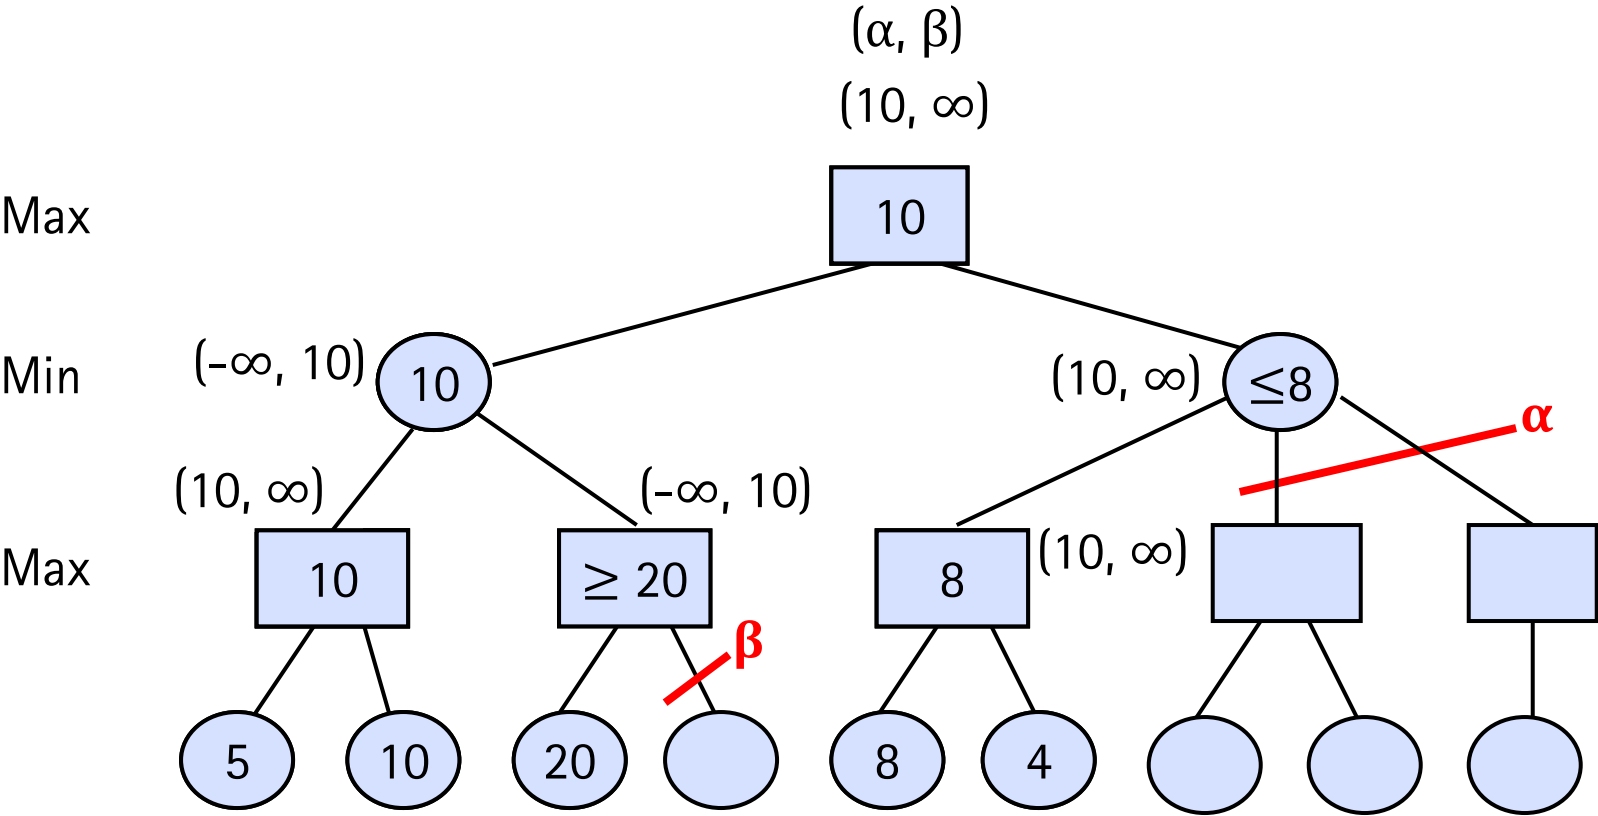 (α, β)
(10, ∞)
Max 10
Min (-∞, 10) 10 (10, ∞) ≤8
α
(10, ∞) (-∞, 10)
Max 10 ≥ 20 8 (10, ∞)
β
5 10 20 8 4